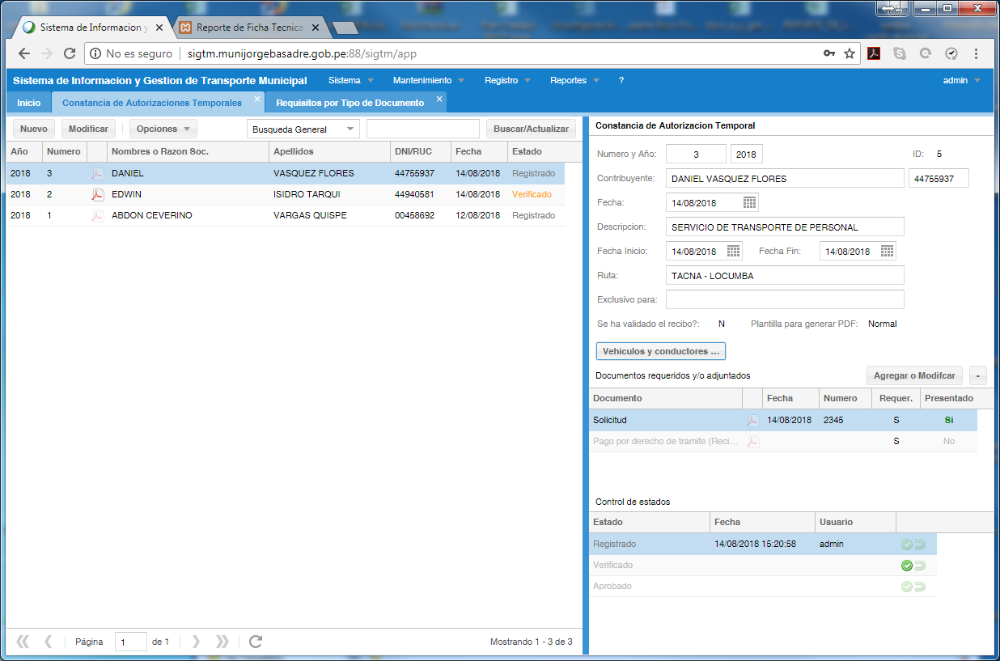 Sistema de Informacion y
Reporte de Ficha Tecnica
No es seguro
sigtm.munijorgebasadre.gob.pe:88/sigtm/app
Sistema de Informacion y Gestion de Transporte Municipal Sistema Mantenimiento Registro Reportes ? admin
Inicio Constancia de Autorizaciones Temporales Requisitos por Tipo de Documento
Nuevo Modificar Opciones Busqueda General Buscar/Actualizar
Año Numero Nombres o Razon Soc. Apellidos DNI/RUC Fecha Estado
2018 3 DANIEL VASQUEZ FLORES 44755937 14/08/2018 Registrado
2018 2 EDWIN ISIDRO TARQUI 44940581 14/08/2018 Verificado
2018 1 ABDON CEVERINO VARGAS QUISPE 00458692 12/08/2018 Registrado
Página 1 de 1 Mostrando 1 - 3 de 3
Constancia de Autorizacion Temporal
Numero y Año: 3 2018 ID: 5
Contribuyente: DANIEL VASQUEZ FLORES 44755937
Fecha: 14/08/2018
Descripcion: SERVICIO DE TRANSPORTE DE PERSONAL
Fecha Inicio: 14/08/2018 Fecha Fin: 14/08/2018
Ruta: TACNA - LOCUMBA
Exclusivo para:
Se ha validado el recibo?: N Plantilla para generar PDF: Normal
Vehiculos y conductores ...
Documentos requeridos y/o adjuntados Agregar o Modifcar -
Documento Fecha Numero Requer. Presentado
Solicitud 14/08/2018 2345 S Si
Pago por derecho de tramite (Reci... S No
Control de estados
Estado Fecha Usuario
Registrado 14/08/2018 15:20:58 admin
Verificado
Aprobado